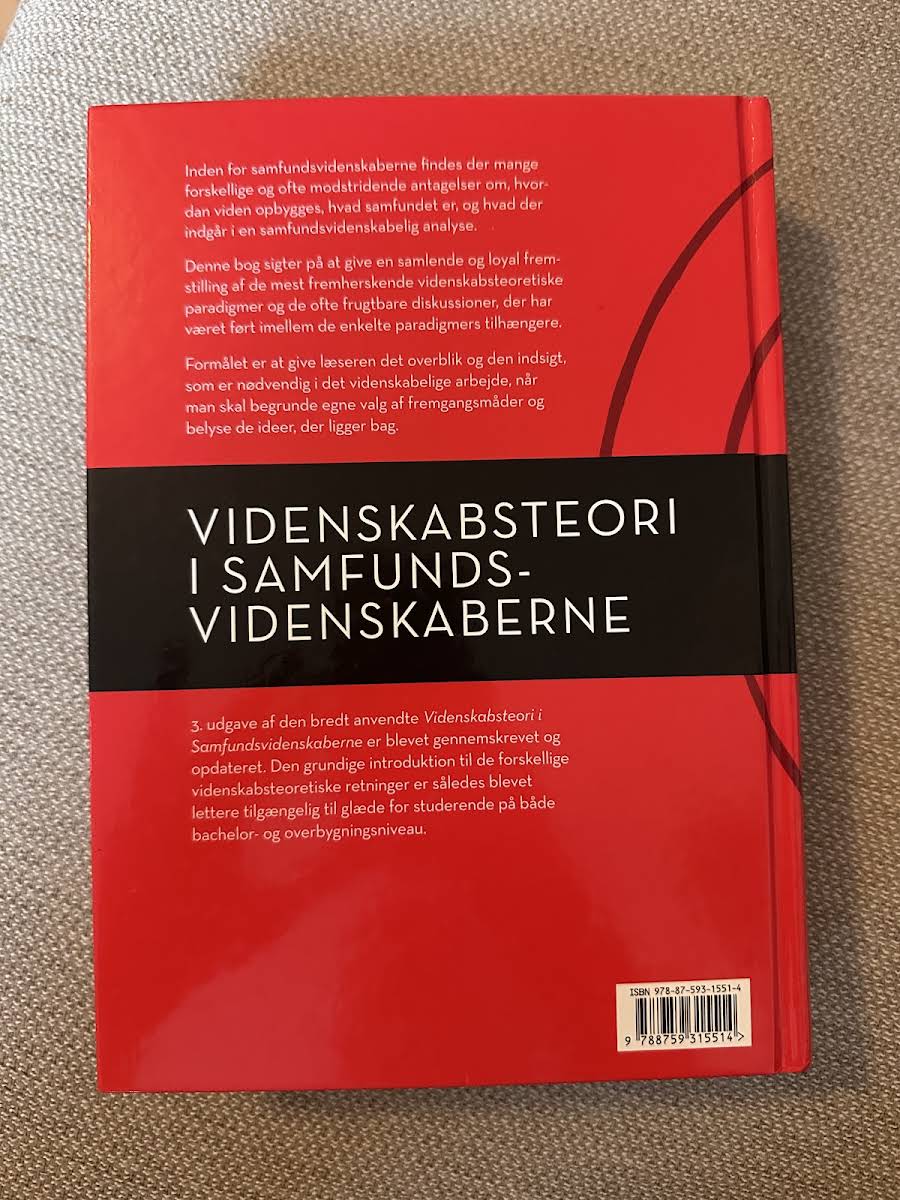 Inden for samfundsvidenskaberne findes der mange
forskellige og ofte modstridende antagelser om, hvor-
dan viden opbygges, hvad samfundet er, og hvad der
indgår i en samfundsvidenskabelig analyse.
Denne bog sigter på at give en samlende og loyal frem-
stilling af de mest fremherskende videnskabsteoretiske
paradigmer og de ofte frugtbare diskussioner, der har
været ført imellem de enkelte paradigmers tilhængere.
Formålet er at give læseren det overblik og den indsigt,
som er nødvendig i det videnskabelige arbejde, når
man skal begrunde egne valg af fremgangsmåder og
belyse de ideer, der ligger bag.
VIDENSKABSTEORI
I SAMFUNDS-
VIDENSKABERNE
3. udgave af den bredt anvendte Videnskabsteori i
Samfundsvidenskaberne er blevet gennemskrevet og
opdateret. Den grundige introduktion til de forskellige
videnskabsteoretiske retninger er således blevet
lettere tilgængelig til glæde for studerende på både
bachelor- og overbygningsniveau.
ISBN 978-87-593-1551-4
9 788759 315514 >